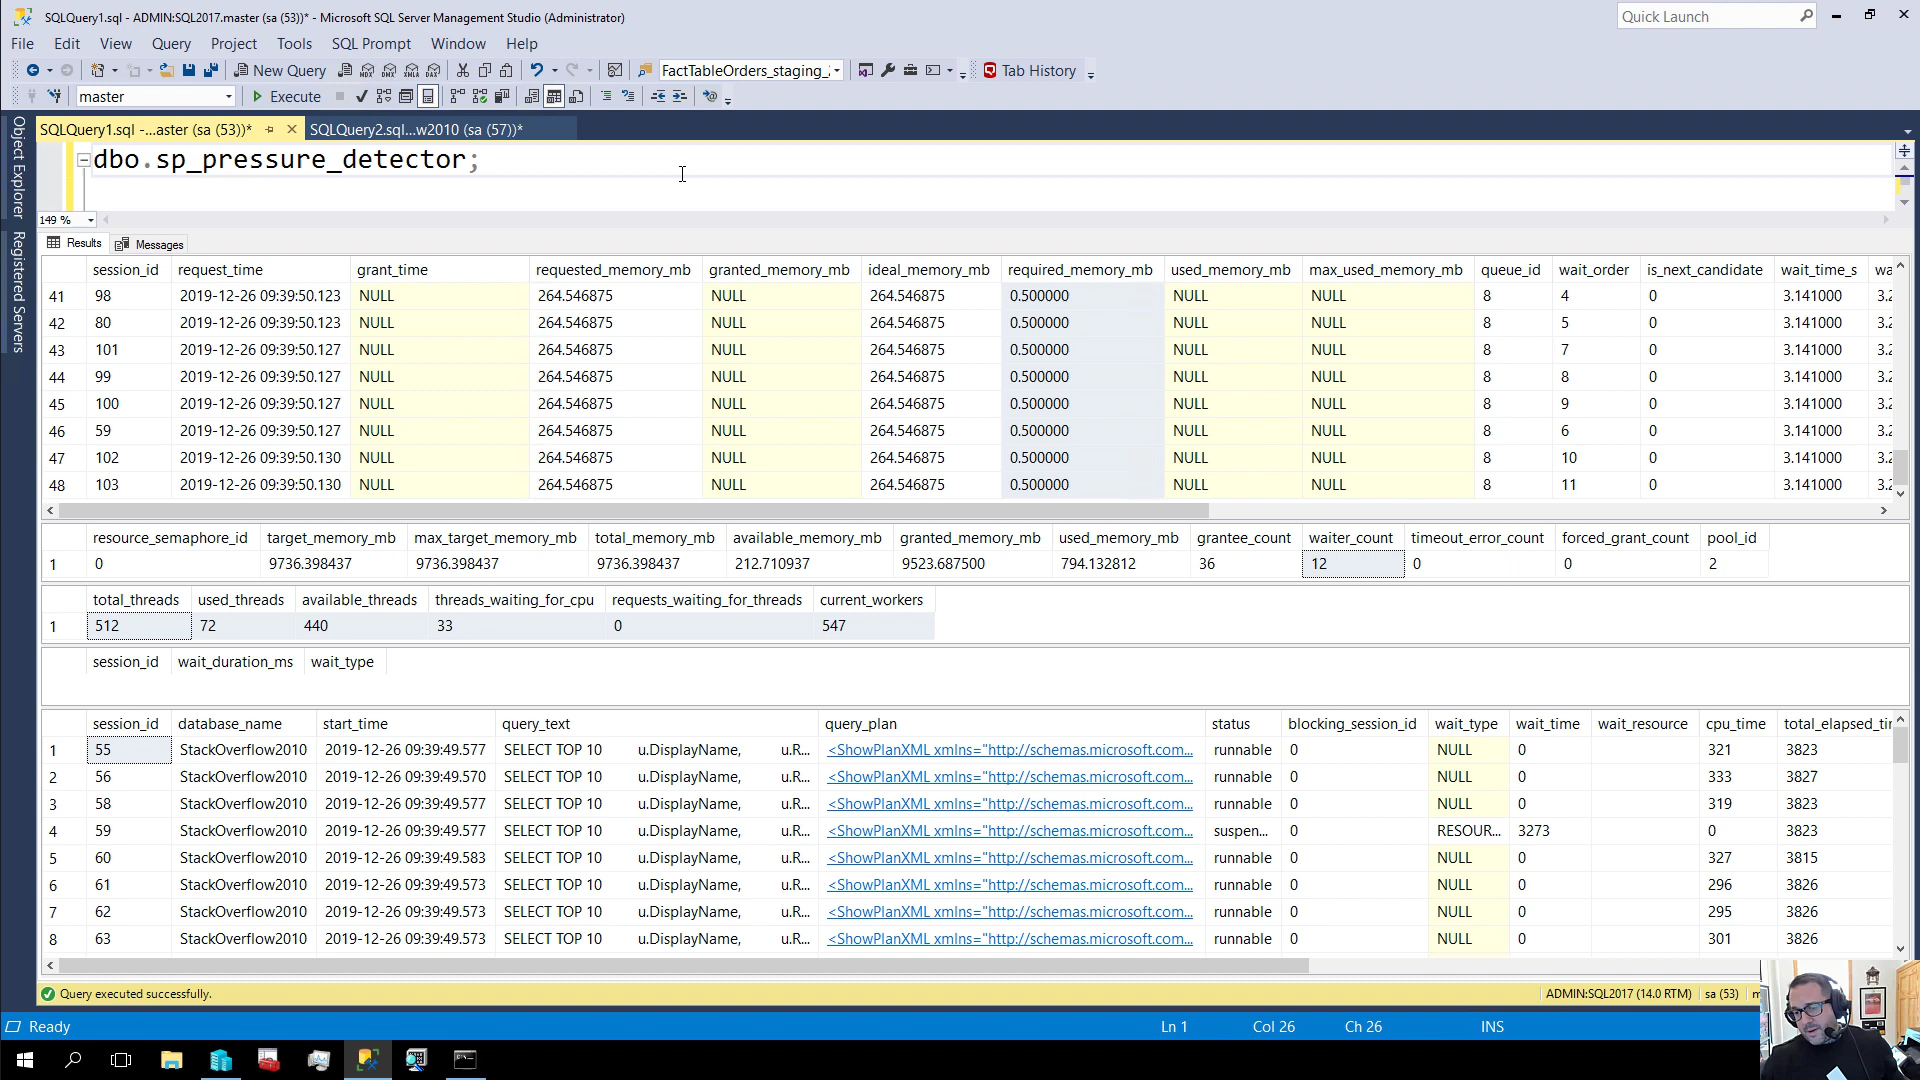 SQLQuery1.sql - ADMIN:SQL2017.master (sa (53))* - Microsoft SQL Server Management Studio (Administrator)
Quick Launch
File Edit View Query Project Tools SQL Prompt Window Help
New Query FactTableOrders_staging_ Tab History
master Execute
SQLQuery1.sql -...aster (sa (53))* SQLQuery2.sql...w2010 (sa (57))*
Object Explorer
Registered Servers
dbo.sp_pressure_detector;
149 %
Results Messages
session_id request_time grant_time requested_memory_mb granted_memory_mb ideal_memory_mb required_memory_mb used_memory_mb max_used_memory_mb queue_id wait_order is_next_candidate wait_time_s wa
41 98 2019-12-26 09:39:50.123 NULL 264.546875 NULL 264.546875 0.500000 NULL NULL 8 4 0 3.141000 3.2
42 80 2019-12-26 09:39:50.123 NULL 264.546875 NULL 264.546875 0.500000 NULL NULL 8 5 0 3.141000 3.2
43 101 2019-12-26 09:39:50.127 NULL 264.546875 NULL 264.546875 0.500000 NULL NULL 8 7 0 3.141000 3.2
44 99 2019-12-26 09:39:50.127 NULL 264.546875 NULL 264.546875 0.500000 NULL NULL 8 8 0 3.141000 3.2
45 100 2019-12-26 09:39:50.127 NULL 264.546875 NULL 264.546875 0.500000 NULL NULL 8 9 0 3.141000 3.2
46 59 2019-12-26 09:39:50.127 NULL 264.546875 NULL 264.546875 0.500000 NULL NULL 8 6 0 3.141000 3.2
47 102 2019-12-26 09:39:50.130 NULL 264.546875 NULL 264.546875 0.500000 NULL NULL 8 10 0 3.141000 3.2
48 103 2019-12-26 09:39:50.130 NULL 264.546875 NULL 264.546875 0.500000 NULL NULL 8 11 0 3.141000 3.2
resource_semaphore_id target_memory_mb max_target_memory_mb total_memory_mb available_memory_mb granted_memory_mb used_memory_mb grantee_count waiter_count timeout_error_count forced_grant_count pool_id
1 0 9736.398437 9736.398437 9736.398437 212.710937 9523.687500 794.132812 36 12 0 0 2
total_threads used_threads available_threads threads_waiting_for_cpu requests_waiting_for_threads current_workers
1 512 72 440 33 0 547
session_id wait_duration_ms wait_type
session_id database_name start_time query_text query_plan status blocking_session_id wait_type wait_time wait_resource cpu_time total_elapsed_tim
1 55 StackOverflow2010 2019-12-26 09:39:49.577 SELECT TOP 10 u.DisplayName, u.R... <ShowPlanXML xmlns="http://schemas.microsoft.com... runnable 0 NULL 0 321 3823
2 56 StackOverflow2010 2019-12-26 09:39:49.570 SELECT TOP 10 u.DisplayName, u.R... <ShowPlanXML xmlns="http://schemas.microsoft.com... runnable 0 NULL 0 333 3827
3 58 StackOverflow2010 2019-12-26 09:39:49.577 SELECT TOP 10 u.DisplayName, u.R... <ShowPlanXML xmlns="http://schemas.microsoft.com... runnable 0 NULL 0 319 3823
4 59 StackOverflow2010 2019-12-26 09:39:49.577 SELECT TOP 10 u.DisplayName, u.R... <ShowPlanXML xmlns="http://schemas.microsoft.com... suspen... 0 RESOUR... 3273 0 3823
5 60 StackOverflow2010 2019-12-26 09:39:49.583 SELECT TOP 10 u.DisplayName, u.R... <ShowPlanXML xmlns="http://schemas.microsoft.com... runnable 0 NULL 0 327 3815
6 61 StackOverflow2010 2019-12-26 09:39:49.573 SELECT TOP 10 u.DisplayName, u.R... <ShowPlanXML xmlns="http://schemas.microsoft.com... runnable 0 NULL 0 296 3826
7 62 StackOverflow2010 2019-12-26 09:39:49.573 SELECT TOP 10 u.DisplayName, u.R... <ShowPlanXML xmlns="http://schemas.microsoft.com... runnable 0 NULL 0 295 3826
8 63 StackOverflow2010 2019-12-26 09:39:49.573 SELECT TOP 10 u.DisplayName, u.R... <ShowPlanXML xmlns="http://schemas.microsoft.com... runnable 0 NULL 0 301 3826
Query executed successfully. ADMIN:SQL2017 (14.0 RTM) sa (53) m
Ready Ln 1 Col 26 Ch 26 INS